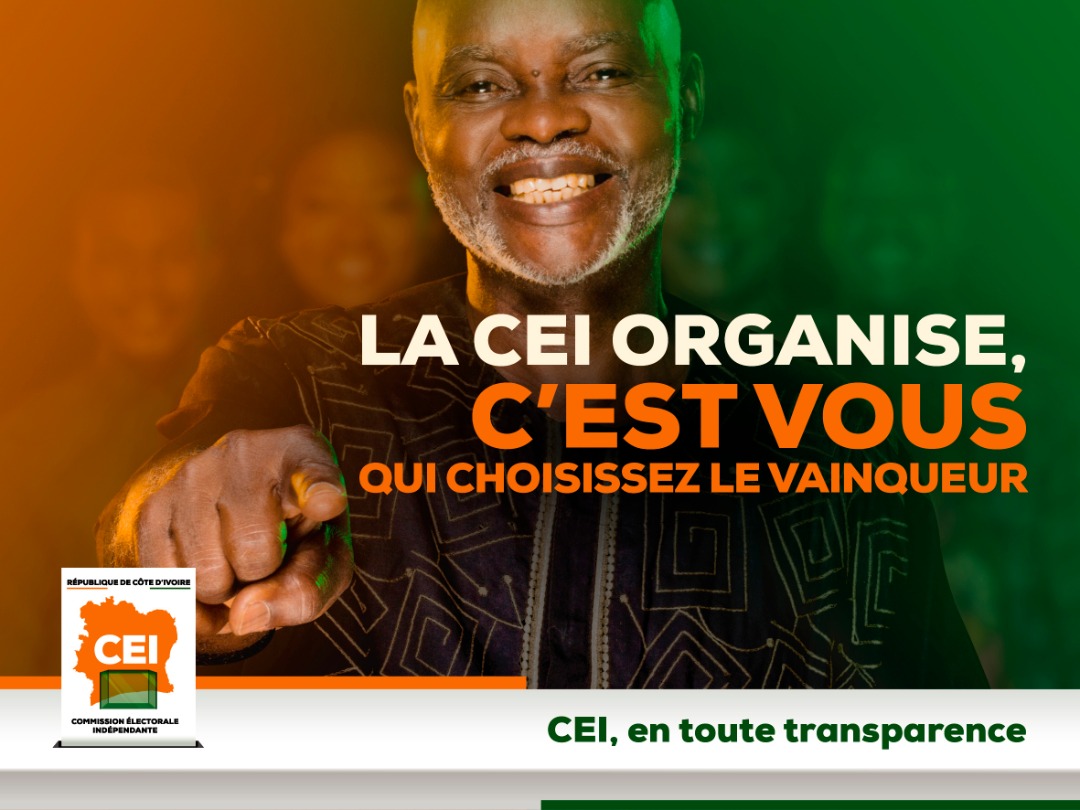 LA CEI ORGANISE,
C'EST VOUS
QUI CHOISISSEZ LE VAINQUEUR
RÉPUBLIQUE DE CÔTE D'IVOIRE
CEI
COMMISSION ÉLECTORALE
INDÉPENDANTE
CEI, en toute transparence